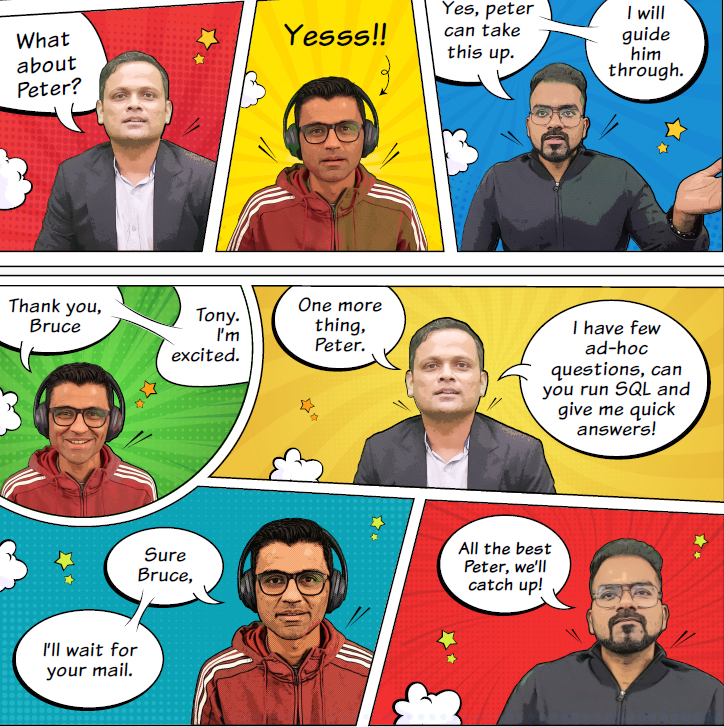 What
about
Peter?
Yesss!!
Yes, peter
can take
this up.
I will
guide
him
through.
Thank you,
Bruce
Tony.
I'm
excited.
One more
thing,
Peter.
I have few
ad-hoc
questions, can
you run SQL and
give me quick
answers!
Sure
Bruce,
I'll wait for
your mail.
All the best
Peter, we'll
catch up!